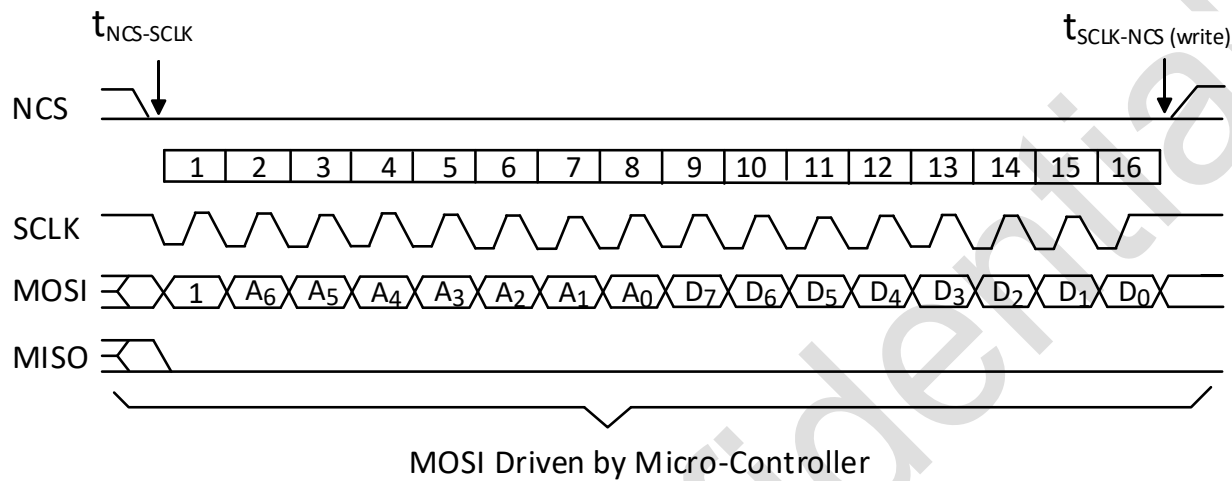 tNCS-SCLK tSCLK-NCS (write)
NCS
1 2 3 4 5 6 7 8 9 10 11 12 13 14 15 16
SCLK
MOSI 1 A6 A5 A4 A3 A2 A1 A0 D7 D6 D5 D4 D3 D2 D1 D0
MISO
MOSI Driven by Micro-Controller